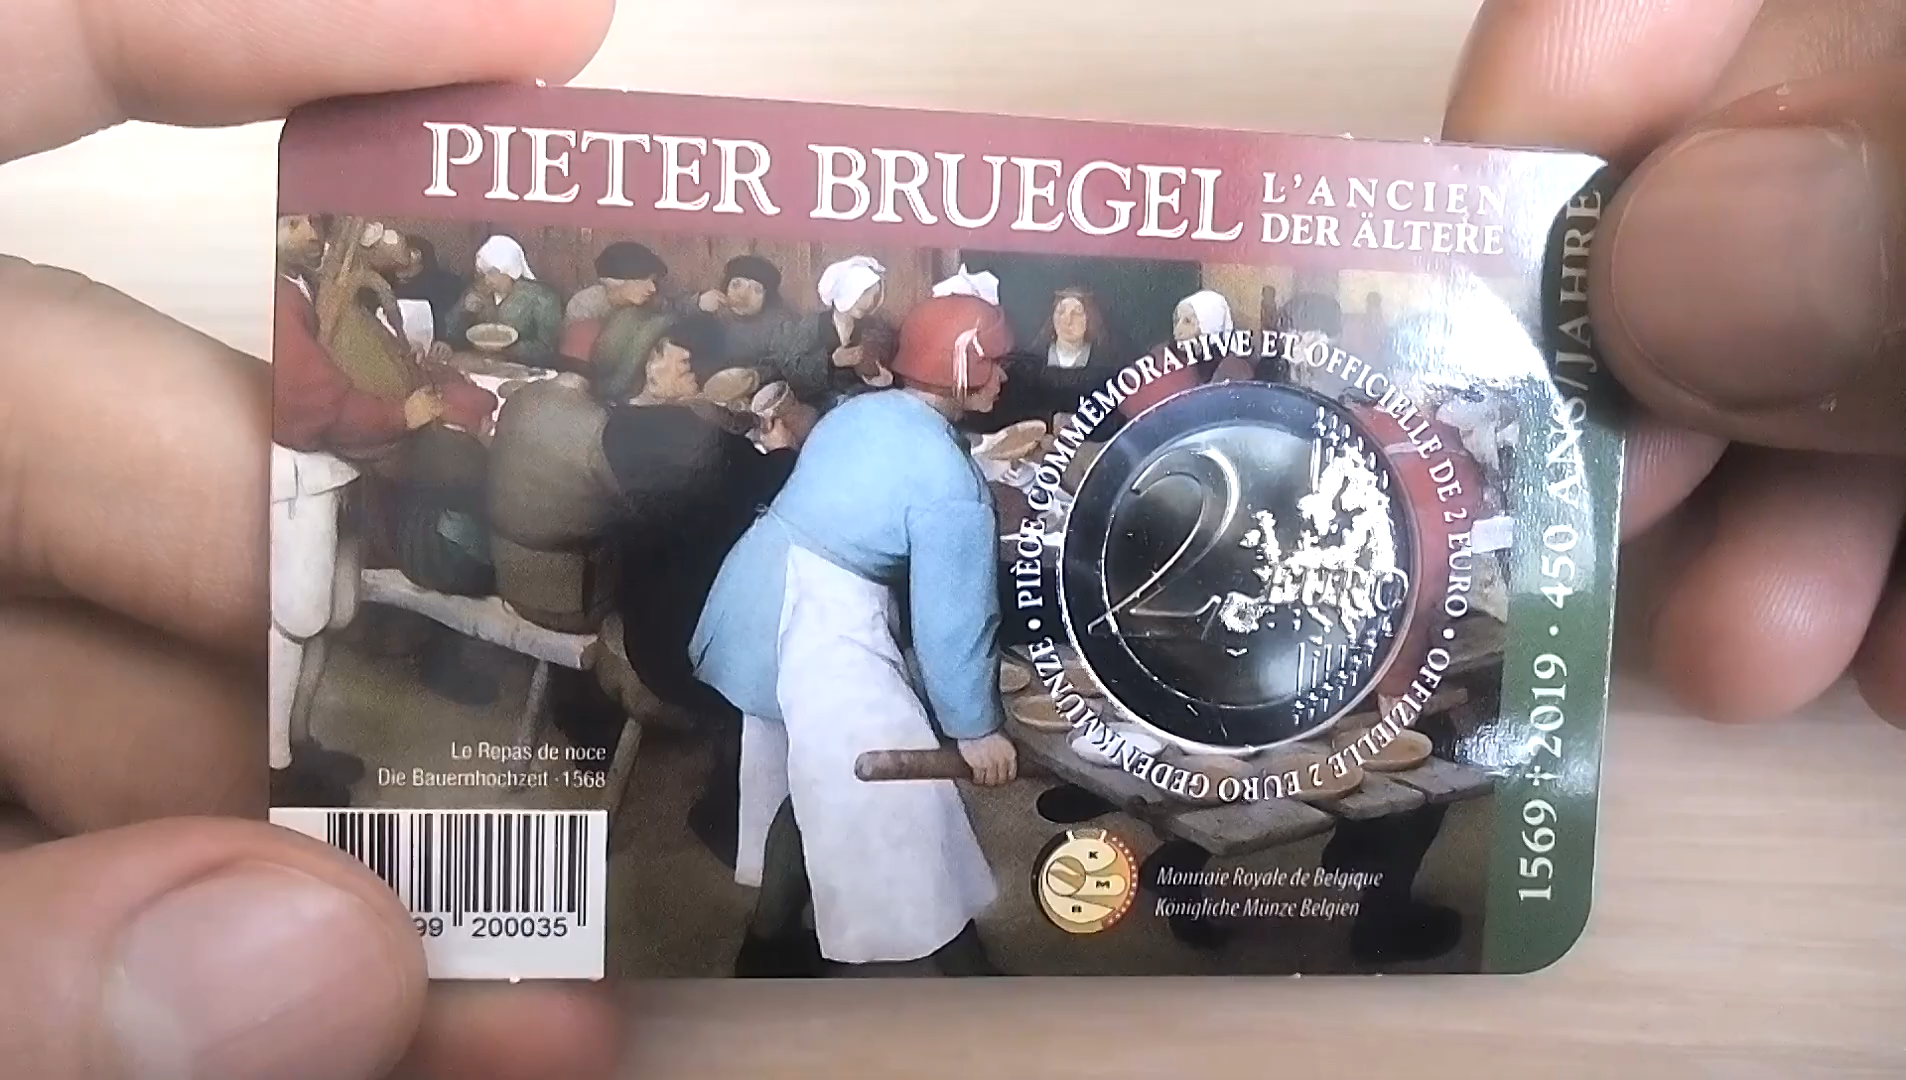 PIETER BRUEGEL
L'ANCIEN
DER ÄLTERE
• PIÈCE COMMÉMORATIVE ET OFFICIELLE DE 2 EURO • OFFIZIELLE 2 EURO GEDENKMÜNZE
2
1569 † 2019 · 450 ANS/JAHRE
Le Repas de noce
Die Bauernhochzeit · 1568
99 200035
K
M
B
Monnaie Royale de Belgique
Königliche Münze Belgien